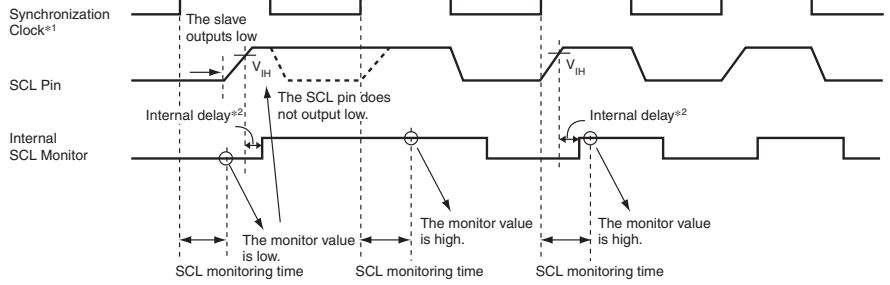 Synchronization
Clock*1
The slave
outputs low
SCL Pin
VIH
The SCL pin does
not output low.
VIH
Internal delay*2
Internal delay*2
Internal
SCL Monitor
The monitor value
is low.
The monitor value
is high.
The monitor value
is high.
SCL monitoring time
SCL monitoring time
SCL monitoring time